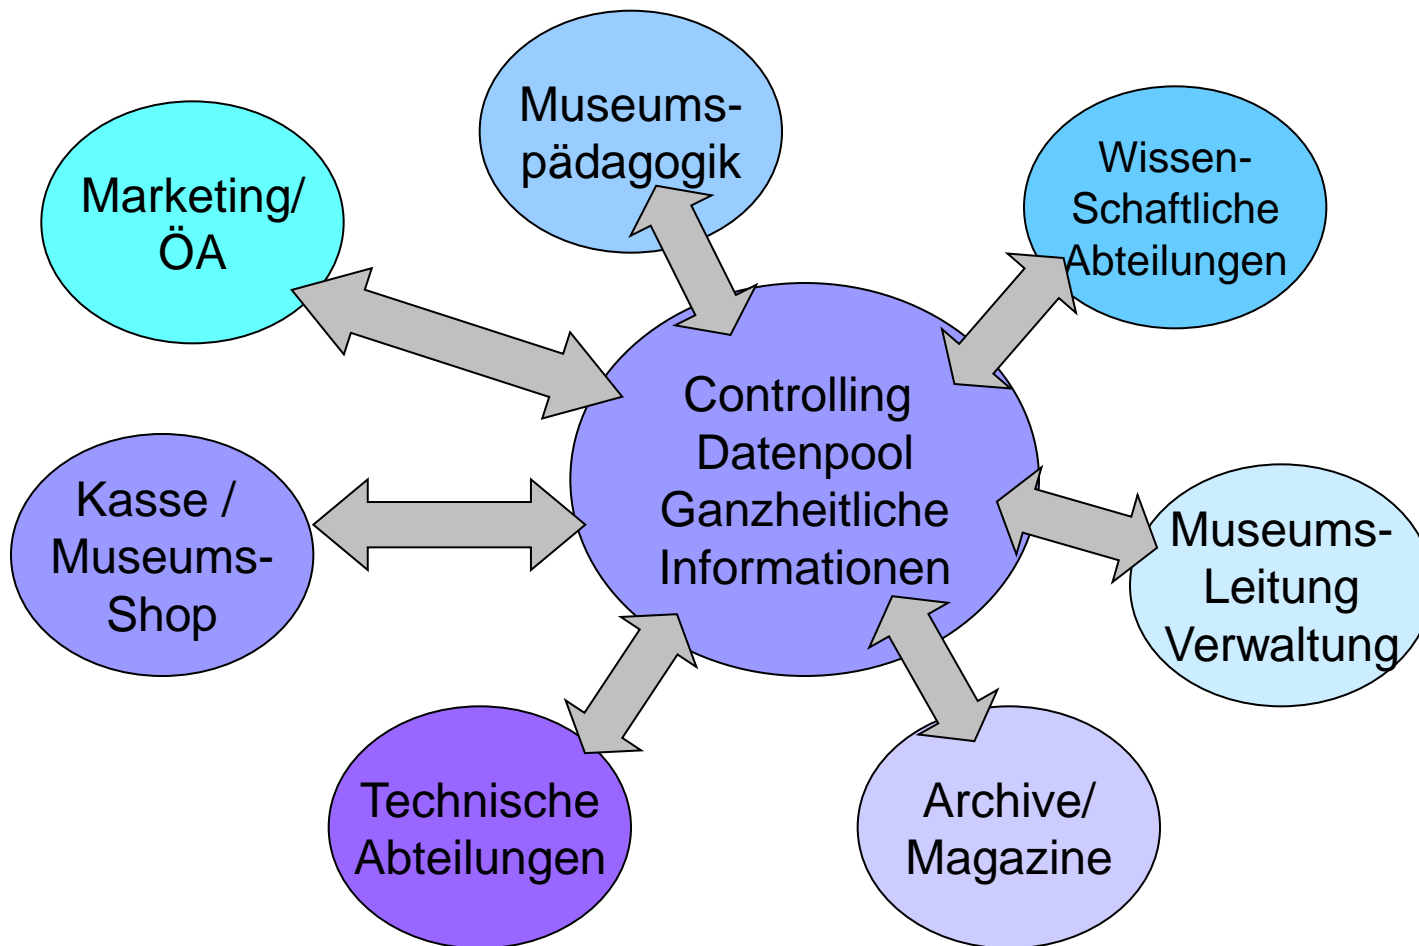 Museums-
pädagogik
Wissen-
Schaftliche
Abteilungen
Marketing/
ÖA
Controlling
Datenpool
Ganzheitliche
Informationen
Kasse /
Museums-
Shop
Museums-
Leitung
Verwaltung
Technische
Abteilungen
Archive/
Magazine